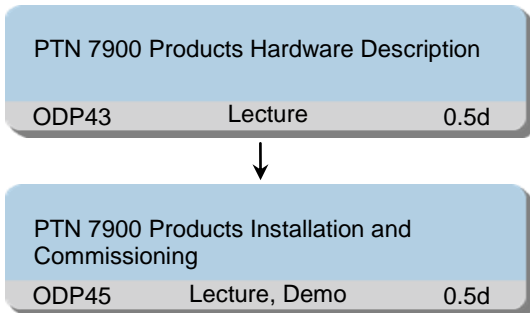 PTN 7900 Products Hardware Description
ODP43 Lecture 0.5d
PTN 7900 Products Installation and
Commissioning
ODP45 Lecture, Demo 0.5d